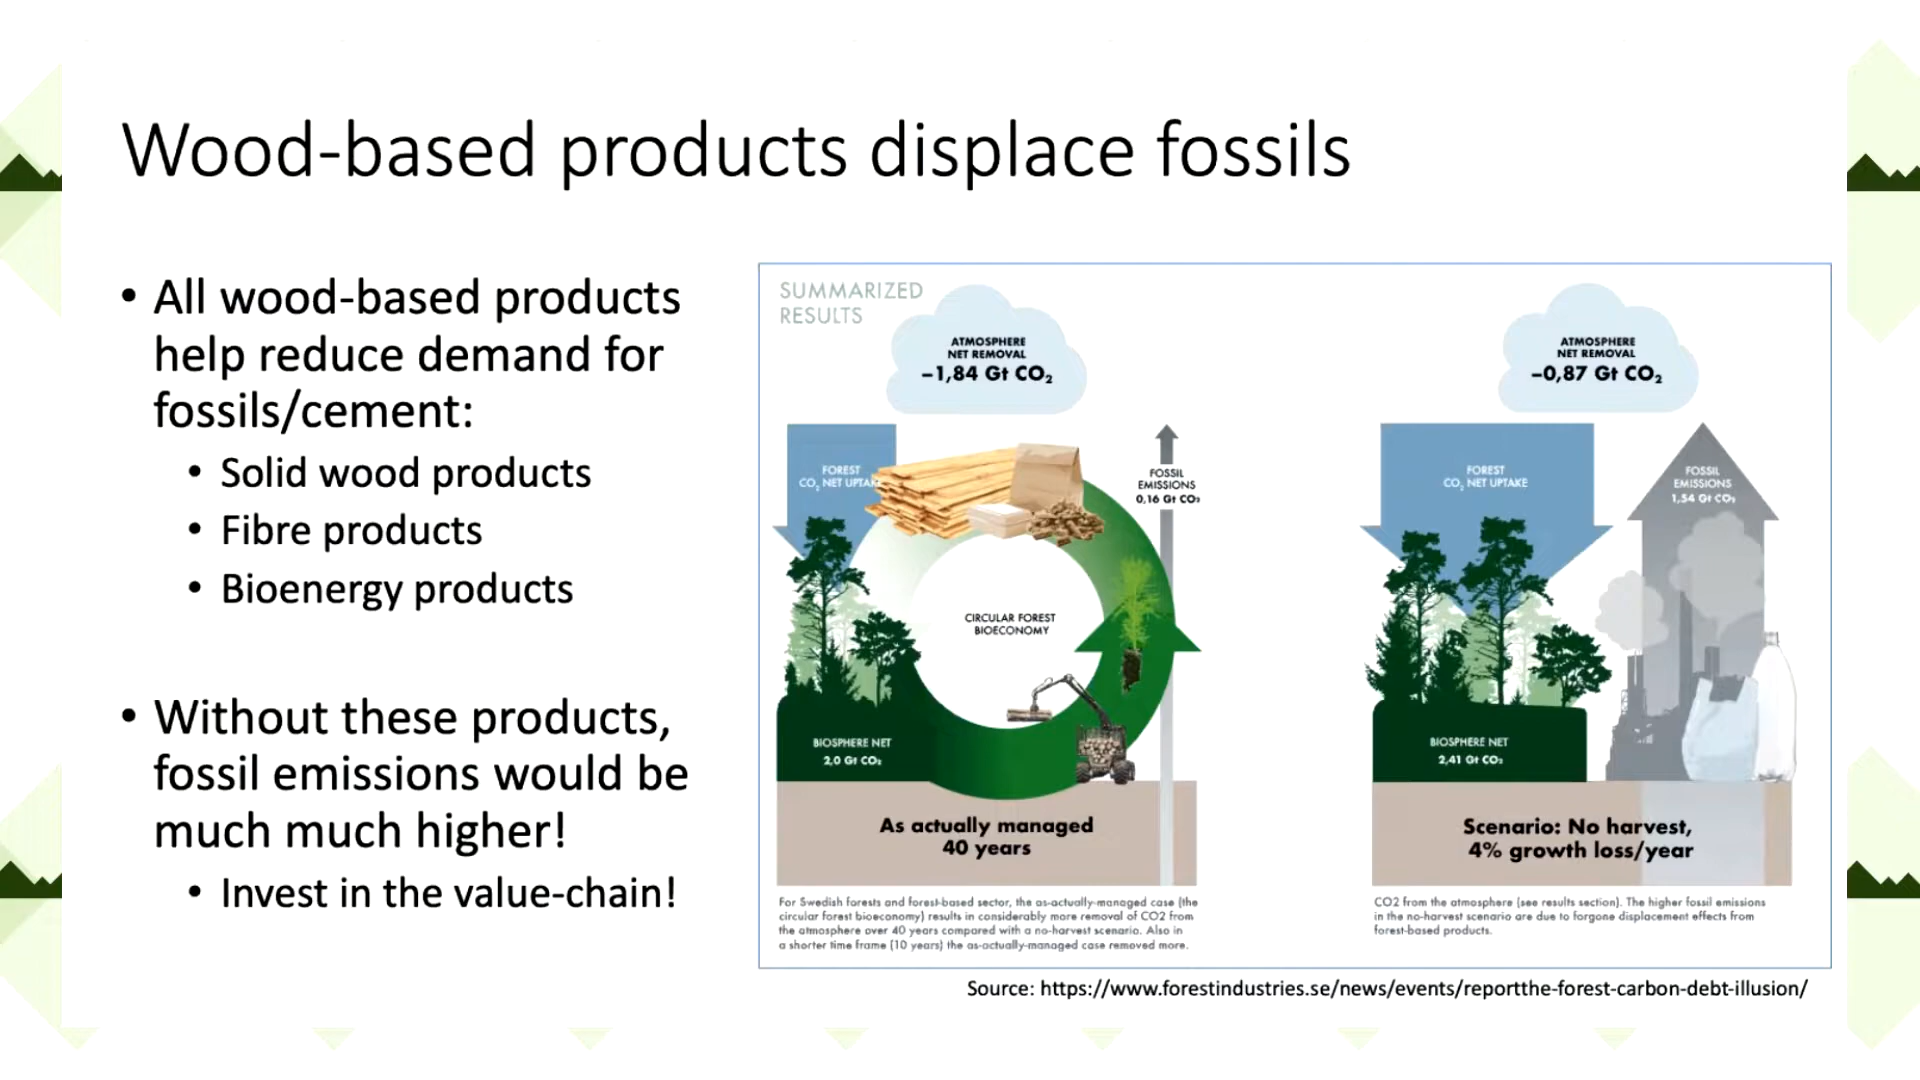 Wood-based products displace fossils
• All wood-based products
help reduce demand for
fossils/cement:
• Solid wood products
• Fibre products
• Bioenergy products
• Without these products,
fossil emissions would be
much much higher!
• Invest in the value-chain!
SUMMARIZED
RESULTS
ATMOSPHERE
NET REMOVAL
–1,84 Gt CO₂
FOREST
CO₂ NET UPTAK
FOSSIL
EMISSIONS
0,16 Gt CO₂
CIRCULAR FOREST
BIOECONOMY
BIOSPHERE NET
2,0 Gt CO₂
As actually managed
40 years
For Swedish forests and forest-based sector, the as-actually-managed case (the
circular forest bioeconomy) results in considerably more removal of CO2 from
the atmosphere over 40 years compared with a no-harvest scenario. Also in
a shorter time frame (10 years) the as-actually-managed case removed more.
ATMOSPHERE
NET REMOVAL
–0,87 Gt CO₂
FOREST
CO₂ NET UPTAKE
FOSSIL
EMISSIONS
1,54 Gt CO₂
BIOSPHERE NET
2,41 Gt CO₂
Scenario: No harvest,
4% growth loss/year
CO2 from the atmosphere (see results section). The higher fossil emissions
in the no-harvest scenario are due to forgone displacement effects from
forest-based products.
Source: https://www.forestindustries.se/news/events/reportthe-forest-carbon-debt-illusion/